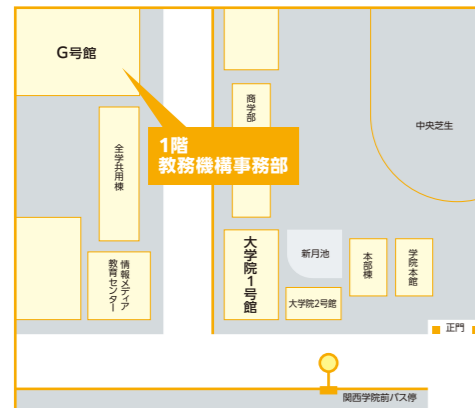 G号館
商学部
中央芝生
1階
教務機構事務部
全学共用棟
大学院1号館
新月池
本部棟
学院本館
情報メディア
教育センター
大学院2号館
正門
関西学院前バス停